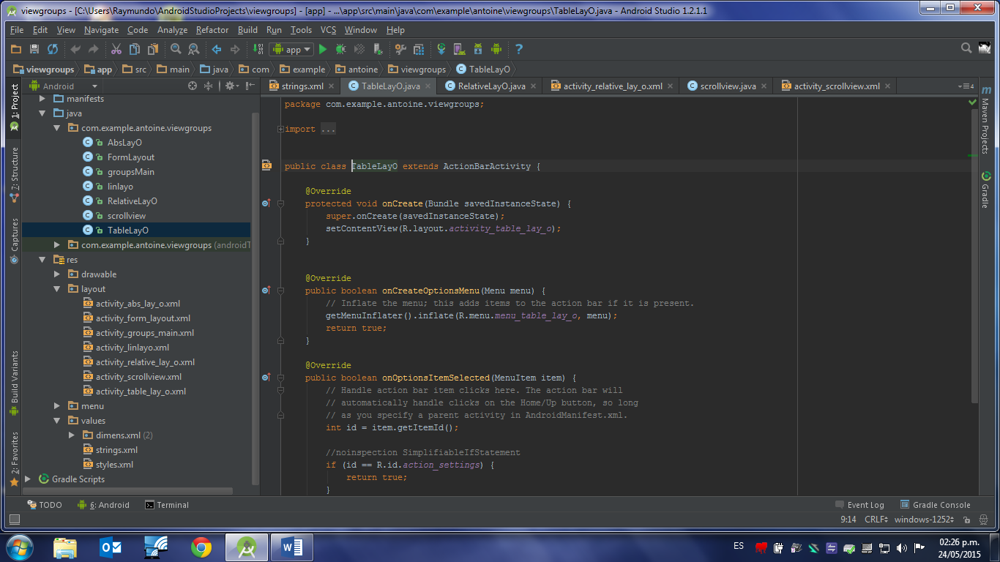 viewgroups - [C:\Users\Raymundo\AndroidStudioProjects\viewgroups] - [app] - ...\app\src\main\java\com\example\antoine\viewgroups\TableLayO.java - Android Studio 1.2.1.1
File Edit View Navigate Code Analyze Refactor Build Run Tools VCS Window Help
app
viewgroups app src main java com example antoine viewgroups TableLayO
Android
strings.xml TableLayO.java RelativeLayO.java activity_relative_lay_o.xml scrollview.java activity_scrollview.xml 4
1: Project
7: Structure
Captures
Build Variants
2: Favorites
manifests
java
com.example.antoine.viewgroups
AbsLayO
FormLayout
groupsMain
linlayo
RelativeLayO
scrollview
TableLayO
com.example.antoine.viewgroups (androidT
res
drawable
layout
activity_abs_lay_o.xml
activity_form_layout.xml
activity_groups_main.xml
activity_linlayo.xml
activity_relative_lay_o.xml
activity_scrollview.xml
activity_table_lay_o.xml
menu
values
dimens.xml (2)
strings.xml
styles.xml
Gradle Scripts
package com.example.antoine.viewgroups;
import ...
public class TableLayO extends ActionBarActivity {
@Override
protected void onCreate(Bundle savedInstanceState) {
super.onCreate(savedInstanceState);
setContentView(R.layout.activity_table_lay_o);
}
@Override
public boolean onCreateOptionsMenu(Menu menu) {
// Inflate the menu; this adds items to the action bar if it is present.
getMenuInflater().inflate(R.menu.menu_table_lay_o, menu);
return true;
}
@Override
public boolean onOptionsItemSelected(MenuItem item) {
// Handle action bar item clicks here. The action bar will
// automatically handle clicks on the Home/Up button, so long
// as you specify a parent activity in AndroidManifest.xml.
int id = item.getItemId();
//noinspection SimplifiableIfStatement
if (id == R.id.action_settings) {
return true;
}
m Maven Projects
Gradle
TODO 6: Android Terminal Event Log Gradle Console
9:14 CRLF windows-1252
ES
02:26 p.m.
24/05/2015